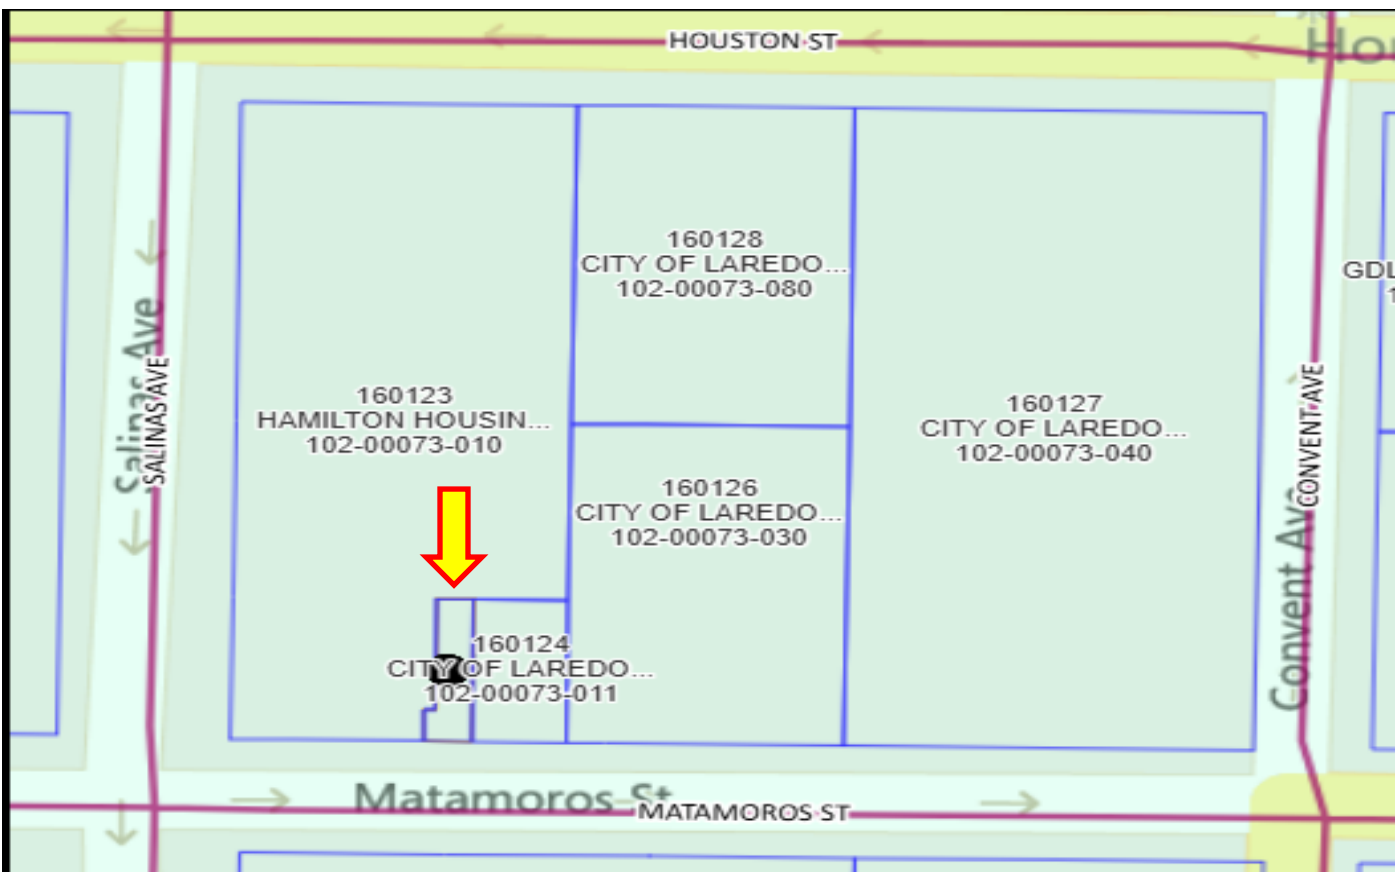 HOUSTON ST
Hou
160128
CITY OF LAREDO...
102-00073-080
GDL
1
Salinas Ave
SALINAS AVE
160123
HAMILTON HOUSIN...
102-00073-010
160127
CITY OF LAREDO...
102-00073-040
CONVENT AVE
Convent Ave
160126
CITY OF LAREDO...
102-00073-030
160124
CITY OF LAREDO...
102-00073-011
Matamoros St
MATAMOROS ST